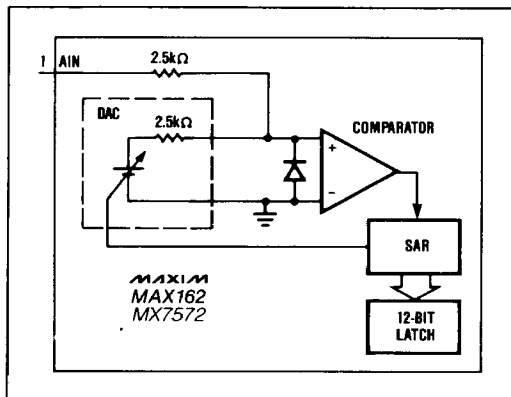 1 AIN
2.5kΩ
DAC
2.5kΩ
COMPARATOR
+
−
SAR
MAXIM
MAX162
MX7572
12-BIT
LATCH